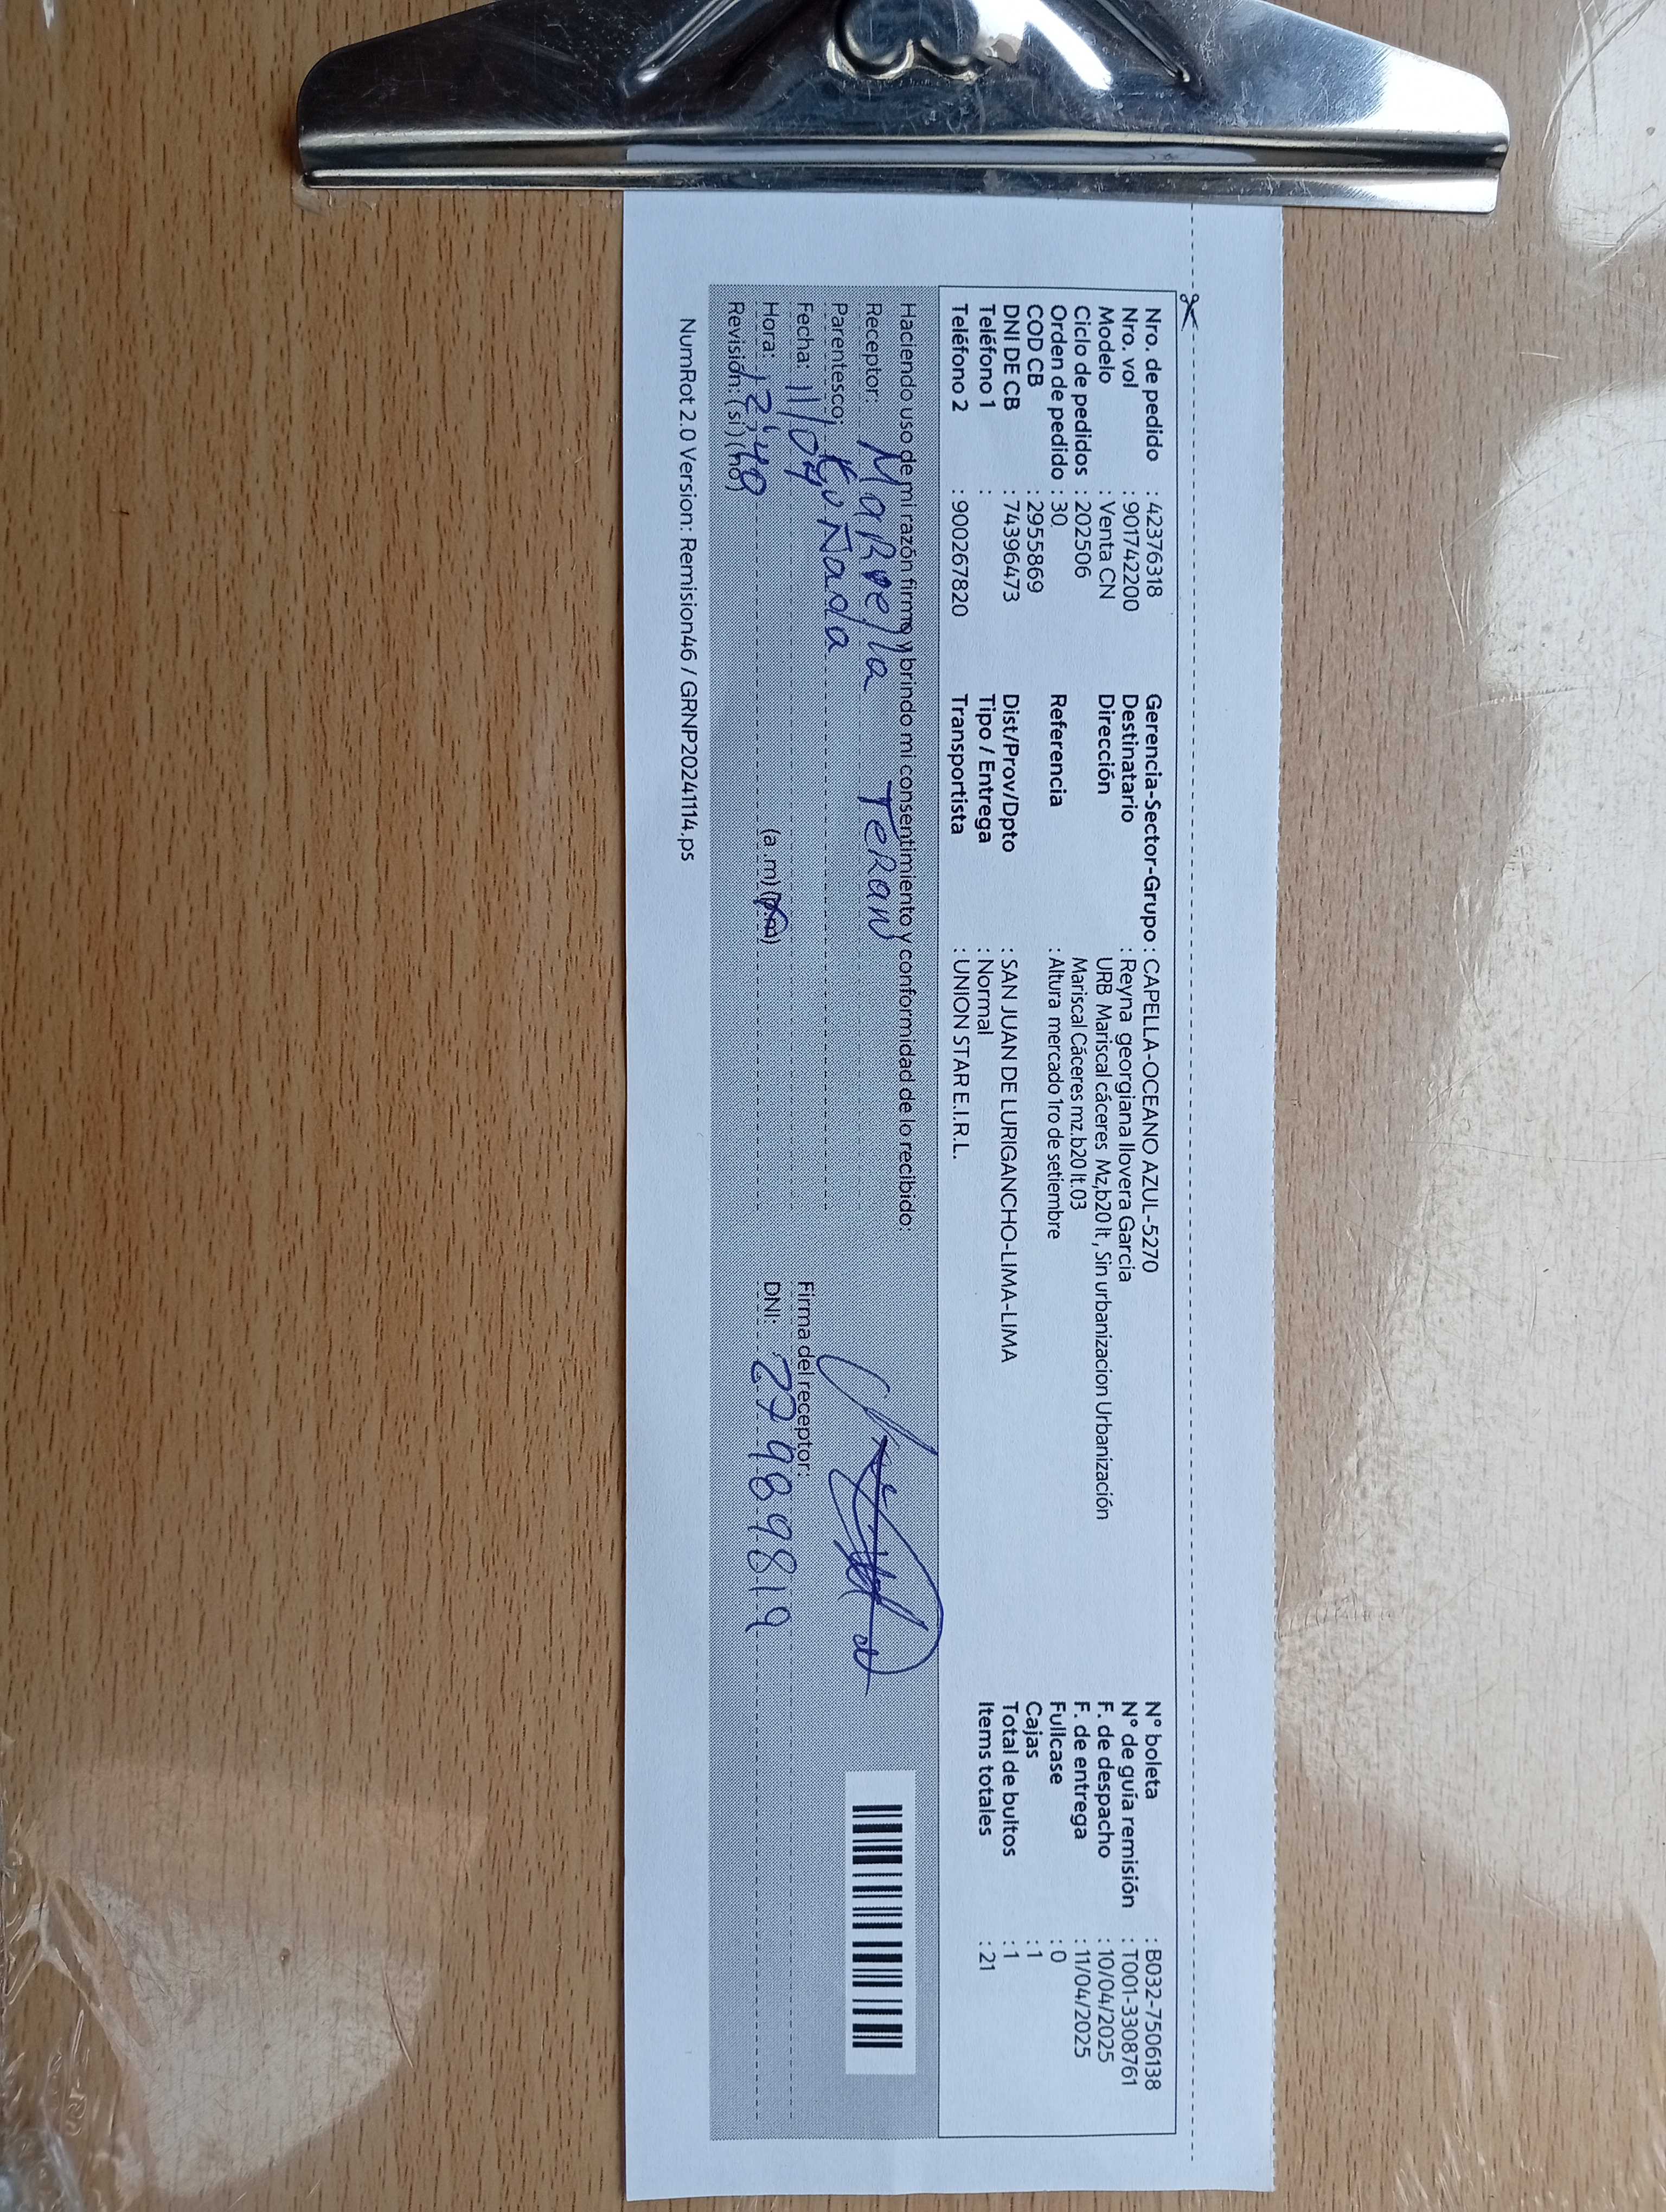 Nro. de pedido : 42376318 Gerencia-Sector-Grupo : CAPELLA-OCEANO AZUL-5270 N° boleta : B032-7506138
Nro. vol : 901742200 Destinatario : Reyna georgiana llovera Garcia N° de guía remisión : T001-3308761
Modelo : Venta CN Dirección URB Mariscal cáceres Mz,b20 lt , Sin urbanizacion Urbanización F. de despacho : 10/04/2025
Ciclo de pedidos : 202506 Mariscal Cáceres mz.b20 lt.03 F. de entrega : 11/04/2025
Orden de pedido : 30 Referencia : Altura mercado 1ro de setiembre Fullcase : 0
COD CB : 2955869 Cajas : 1
DNI DE CB : 74396473 Dist/Prov/Dpto : SAN JUAN DE LURIGANCHO-LIMA-LIMA Total de bultos : 1
Teléfono 1 : Tipo / Entrega : Normal Items totales : 21
Teléfono 2 : 900267820 Transportista : UNION STAR E.I.R.L.
Haciendo uso de mi razón firmo y brindo mi consentimiento y conformidad de lo recibido:
Receptor: Marella Teran
Parentesco: Kuñada
Fecha: 11/04 Firma del receptor:
Hora: 12:40 (a .m) (p.m) DNI: 27989819
Revisión: ( si ) ( no )
NumRot 2.0 Version: Remision46 / GRNP20241114.ps